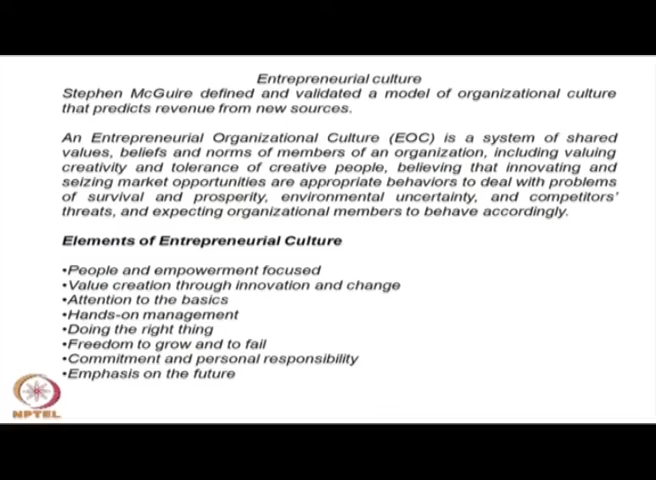 Entrepreneurial culture
Stephen McGuire defined and validated a model of organizational culture
that predicts revenue from new sources.
An Entrepreneurial Organizational Culture (EOC) is a system of shared
values, beliefs and norms of members of an organization, including valuing
creativity and tolerance of creative people, believing that innovating and
seizing market opportunities are appropriate behaviors to deal with problems
of survival and prosperity, environmental uncertainty, and competitors'
threats, and expecting organizational members to behave accordingly.
Elements of Entrepreneurial Culture
•People and empowerment focused
•Value creation through innovation and change
•Attention to the basics
•Hands-on management
•Doing the right thing
•Freedom to grow and to fail
•Commitment and personal responsibility
•Emphasis on the future
NPTEL